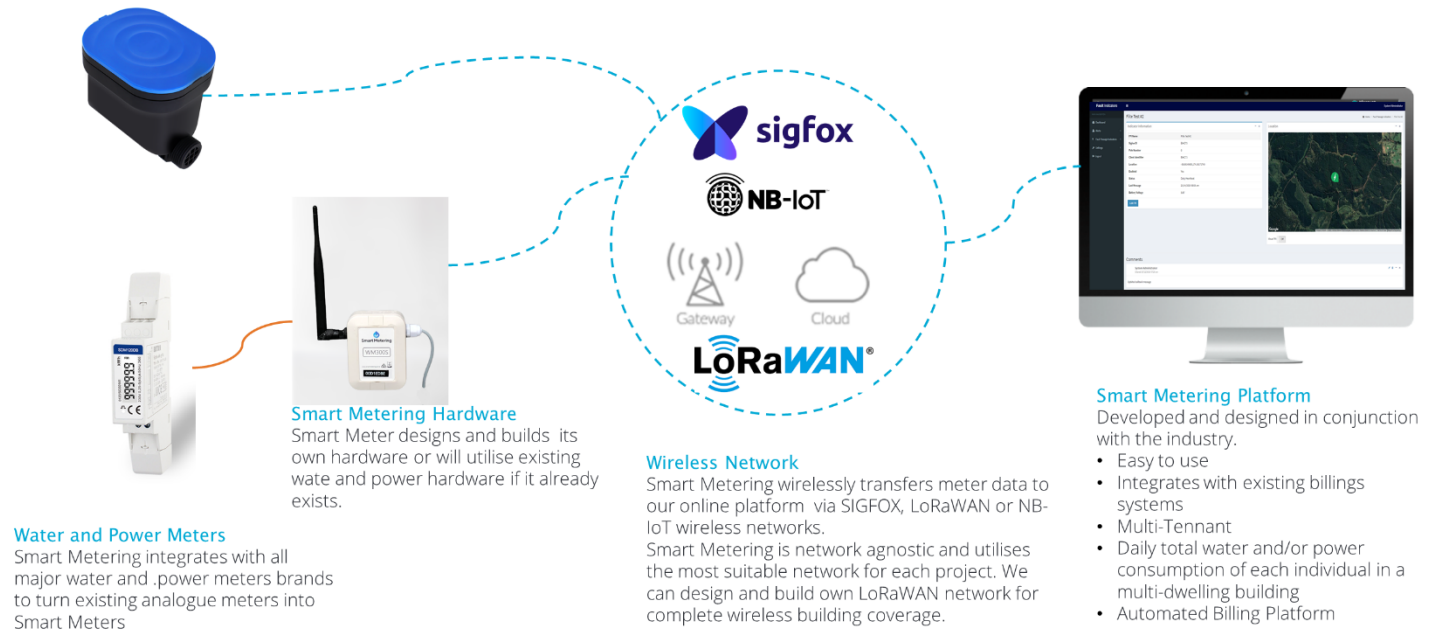 sigfox
NB-IoT
Gateway
Cloud
LoRaWAN®
Smart Metering
WM100S
SDM120DB
Google
Comments
Smart Metering Hardware
Smart Meter designs and builds its
own hardware or will utilise existing
wate and power hardware if it already
exists.
Water and Power Meters
Smart Metering integrates with all
major water and .power meters brands
to turn existing analogue meters into
Smart Meters
Wireless Network
Smart Metering wirelessly transfers meter data to
our online platform via SIGFOX, LoRaWAN or NB-
IoT wireless networks.
Smart Metering is network agnostic and utilises
the most suitable network for each project. We
can design and build own LoRaWAN network for
complete wireless building coverage.
Smart Metering Platform
Developed and designed in conjunction
with the industry.
• Easy to use
• Integrates with existing billings
systems
• Multi-Tennant
• Daily total water and/or power
consumption of each individual in a
multi-dwelling building
• Automated Billing Platform